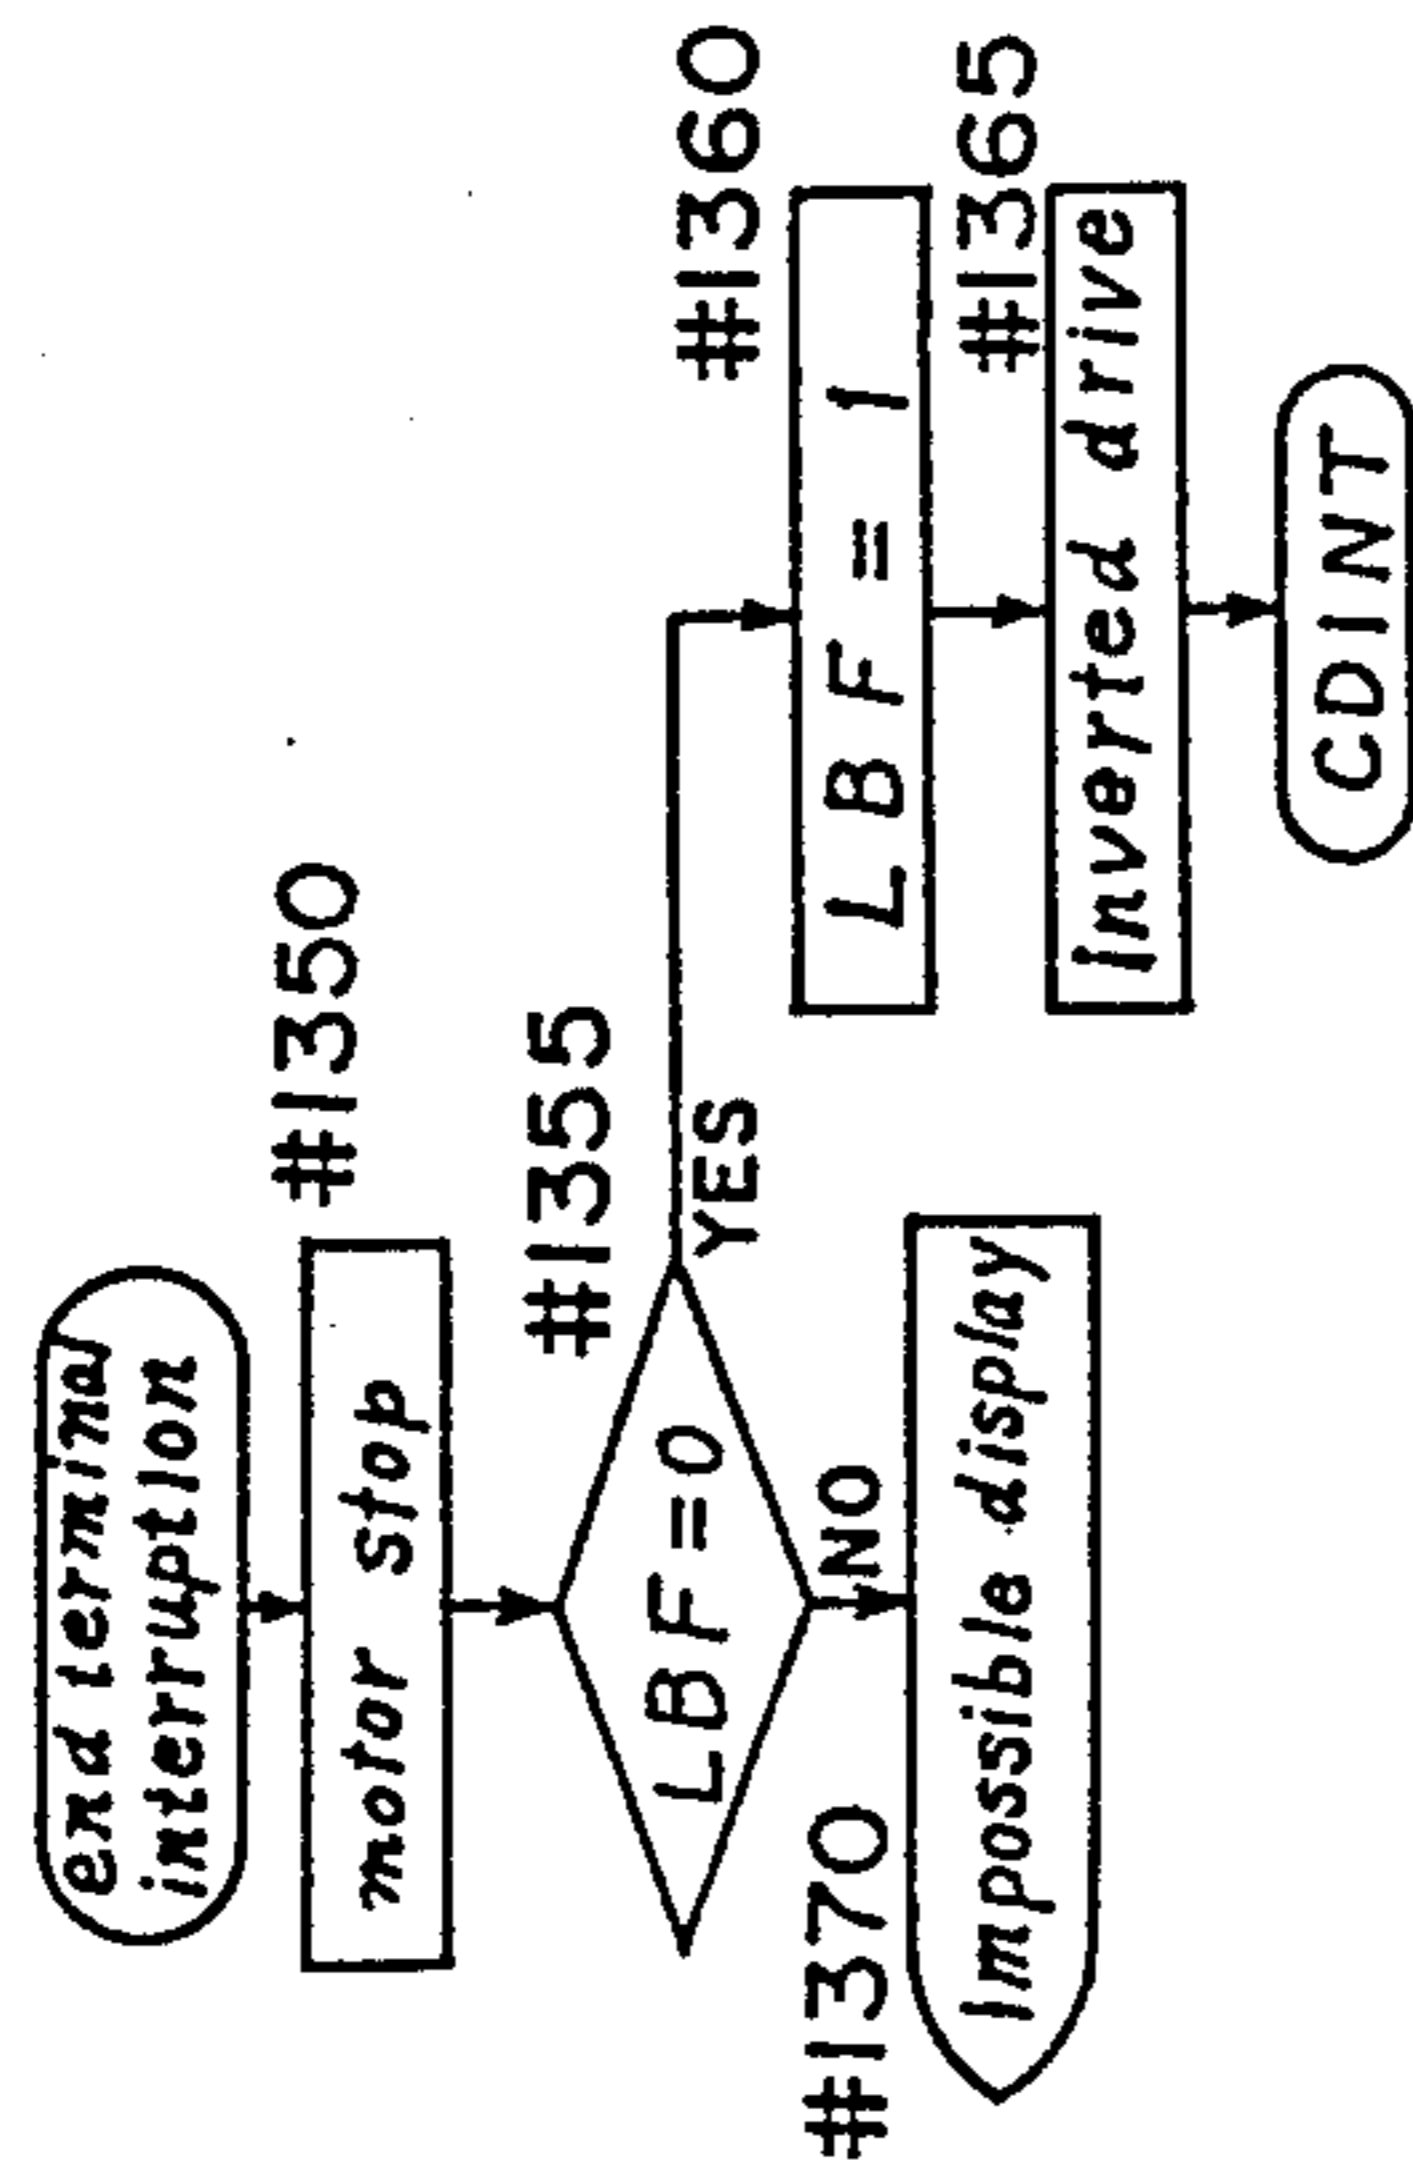 end terminal
interruption
#1350
motor stop
#1355
LBF=0
YES
NO
#1360
LBF = 1
#1365
inverted drive
CDINT
#1370
impossible display